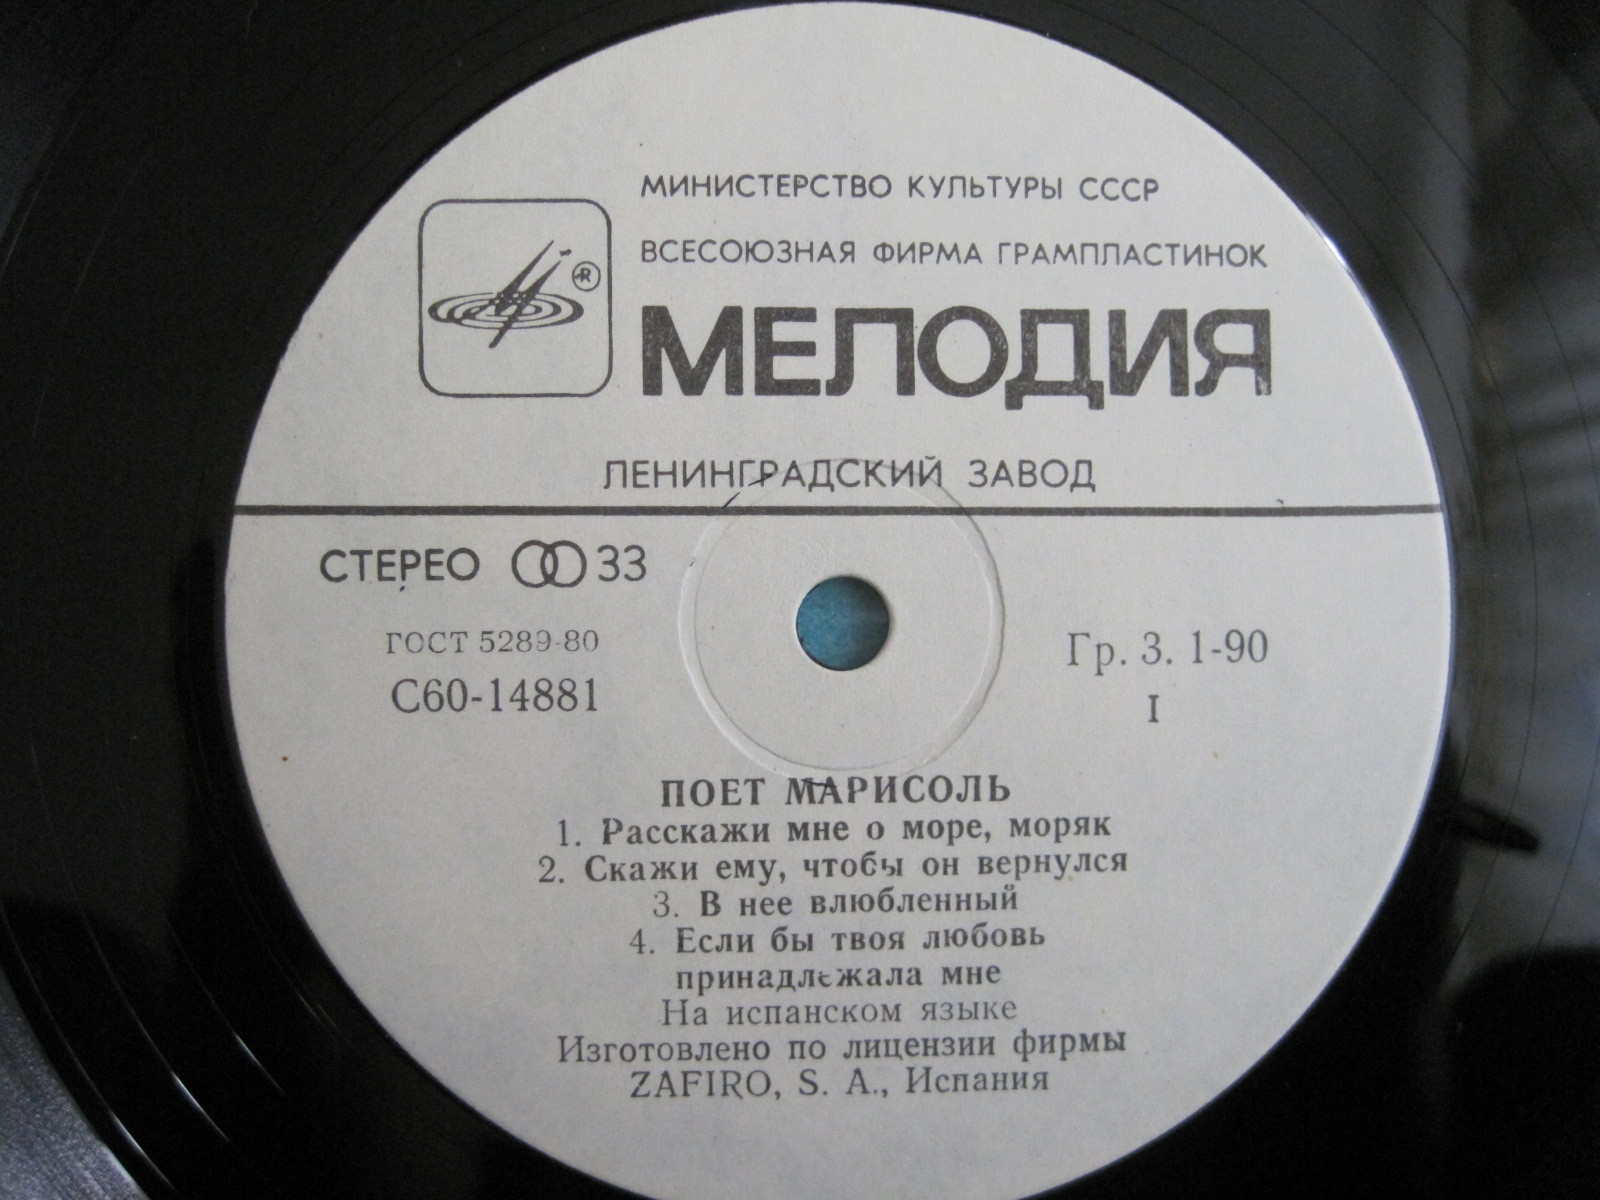 МИНИСТЕРСТВО КУЛЬТУРЫ СССР
ВСЕСОЮЗНАЯ ФИРМА ГРАМПЛАСТИНОК
®
МЕЛОДИЯ
ЛЕНИНГРАДСКИЙ ЗАВОД
СТЕРЕО 33
ГОСТ 5289-80
С60-14881
Гр. 3. 1-90
I
ПОЕТ МАРИСОЛЬ
1. Расскажи мне о море, моряк
2. Скажи ему, чтобы он вернулся
3. В нее влюбленный
4. Если бы твоя любовь
принадлежала мне
На испанском языке
Изготовлено по лицензии фирмы
ZAFIRO, S. A., Испания